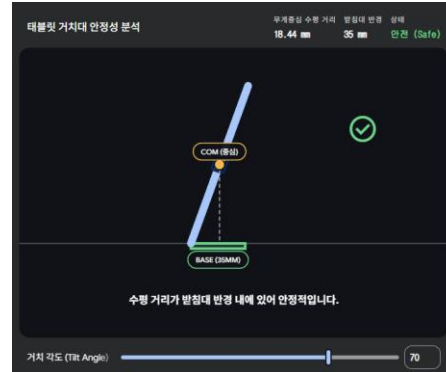 태블릿 거치대 안정성 분석
무게중심 수평 거리 받침대 반경 상태
18.44 mm 35 mm 안전 (Safe)
COM (중심)
BASE (35MM)
수평 거리가 받침대 반경 내에 있어 안정적입니다.
거치 각도 (Tilt Angle) 70